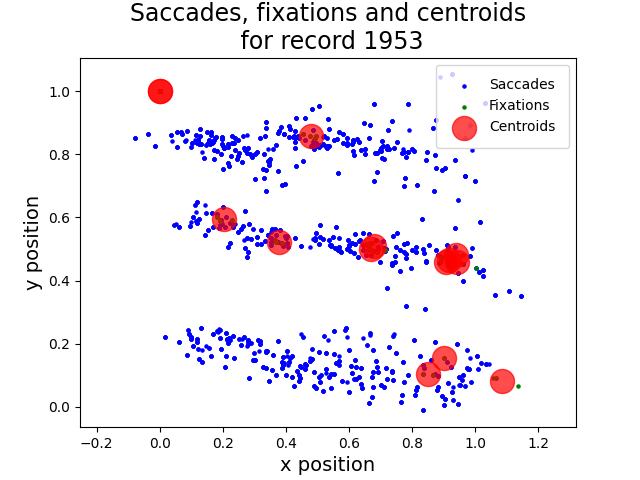 Saccades, fixations and centroids
for record 1953
Saccades
Fixations
Centroids
y position
1.0
0.8
0.6
0.4
0.2
0.0
−0.2 0.0 0.2 0.4 0.6 0.8 1.0 1.2
x position